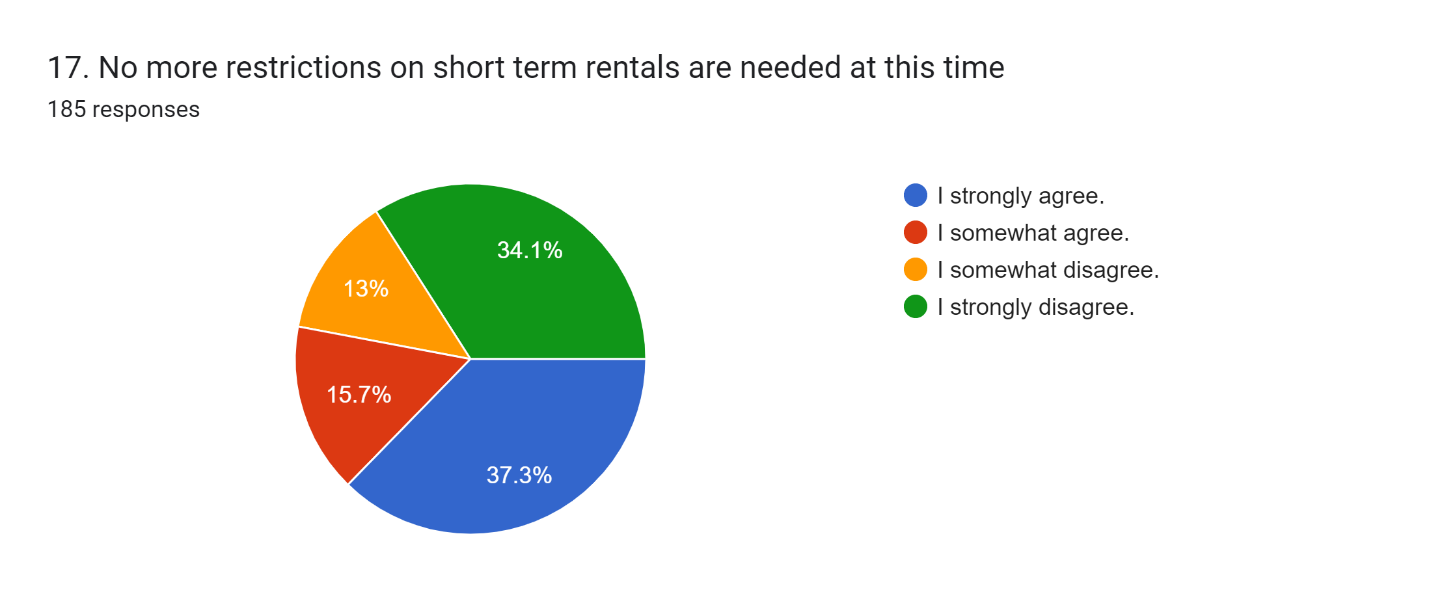 17. No more restrictions on short term rentals are needed at this time
185 responses
34.1%
13%
15.7%
37.3%
I strongly agree.
I somewhat agree.
I somewhat disagree.
I strongly disagree.